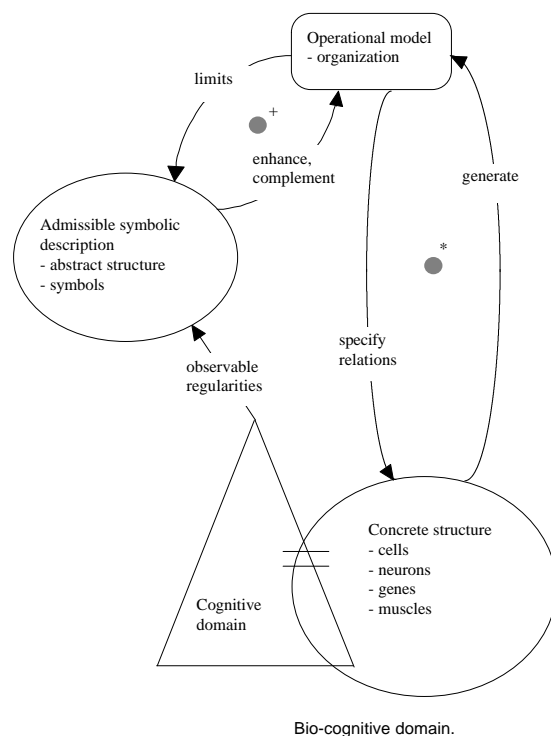 Operational model
- organization
limits
+
enhance,
complement
generate
Admissible symbolic
description
- abstract structure
- symbols
*
specify
relations
observable
regularities
Concrete structure
- cells
- neurons
- genes
- muscles
Cognitive
domain
Bio-cognitive domain.